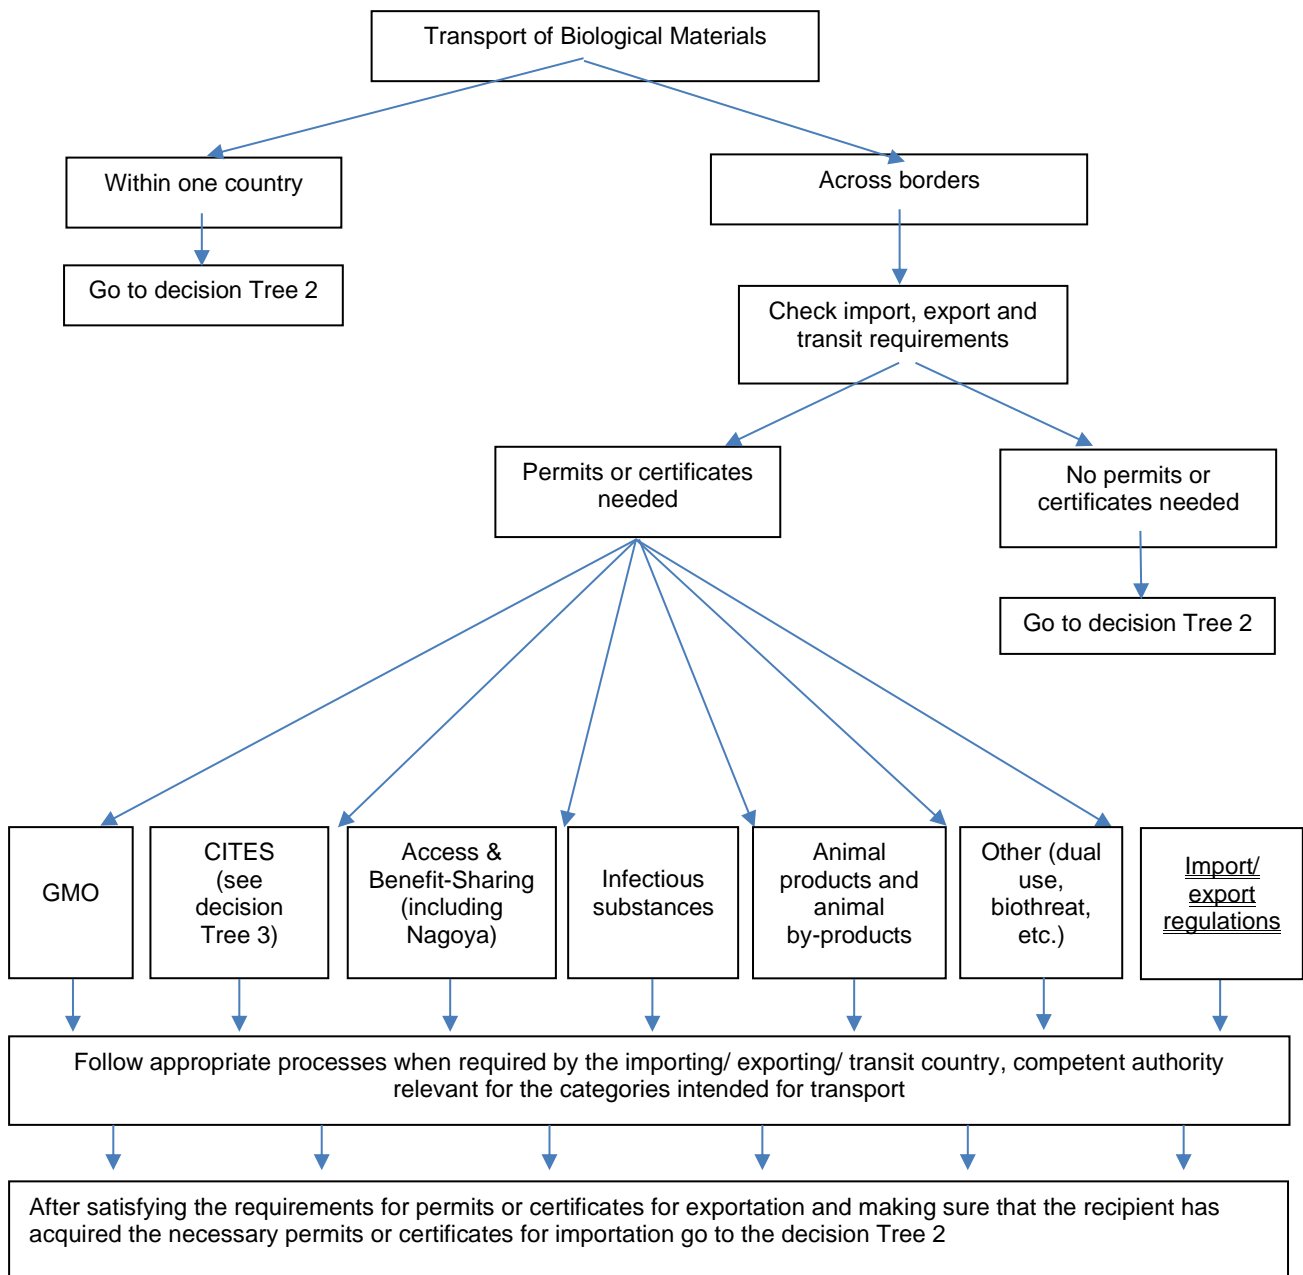 Transport of Biological Materials
Within one country
Across borders
Go to decision Tree 2
Check import, export and
transit requirements
Permits or certificates
needed
No permits or
certificates needed
Go to decision Tree 2
GMO
CITES
(see
decision
Tree 3)
Access &
Benefit-Sharing
(including
Nagoya)
Infectious
substances
Animal
products and
animal
by-products
Other (dual
use,
biothreat,
etc.)
Import/
export
regulations
Follow appropriate processes when required by the importing/ exporting/ transit country, competent authority
relevant for the categories intended for transport
After satisfying the requirements for permits or certificates for exportation and making sure that the recipient has
acquired the necessary permits or certificates for importation go to the decision Tree 2